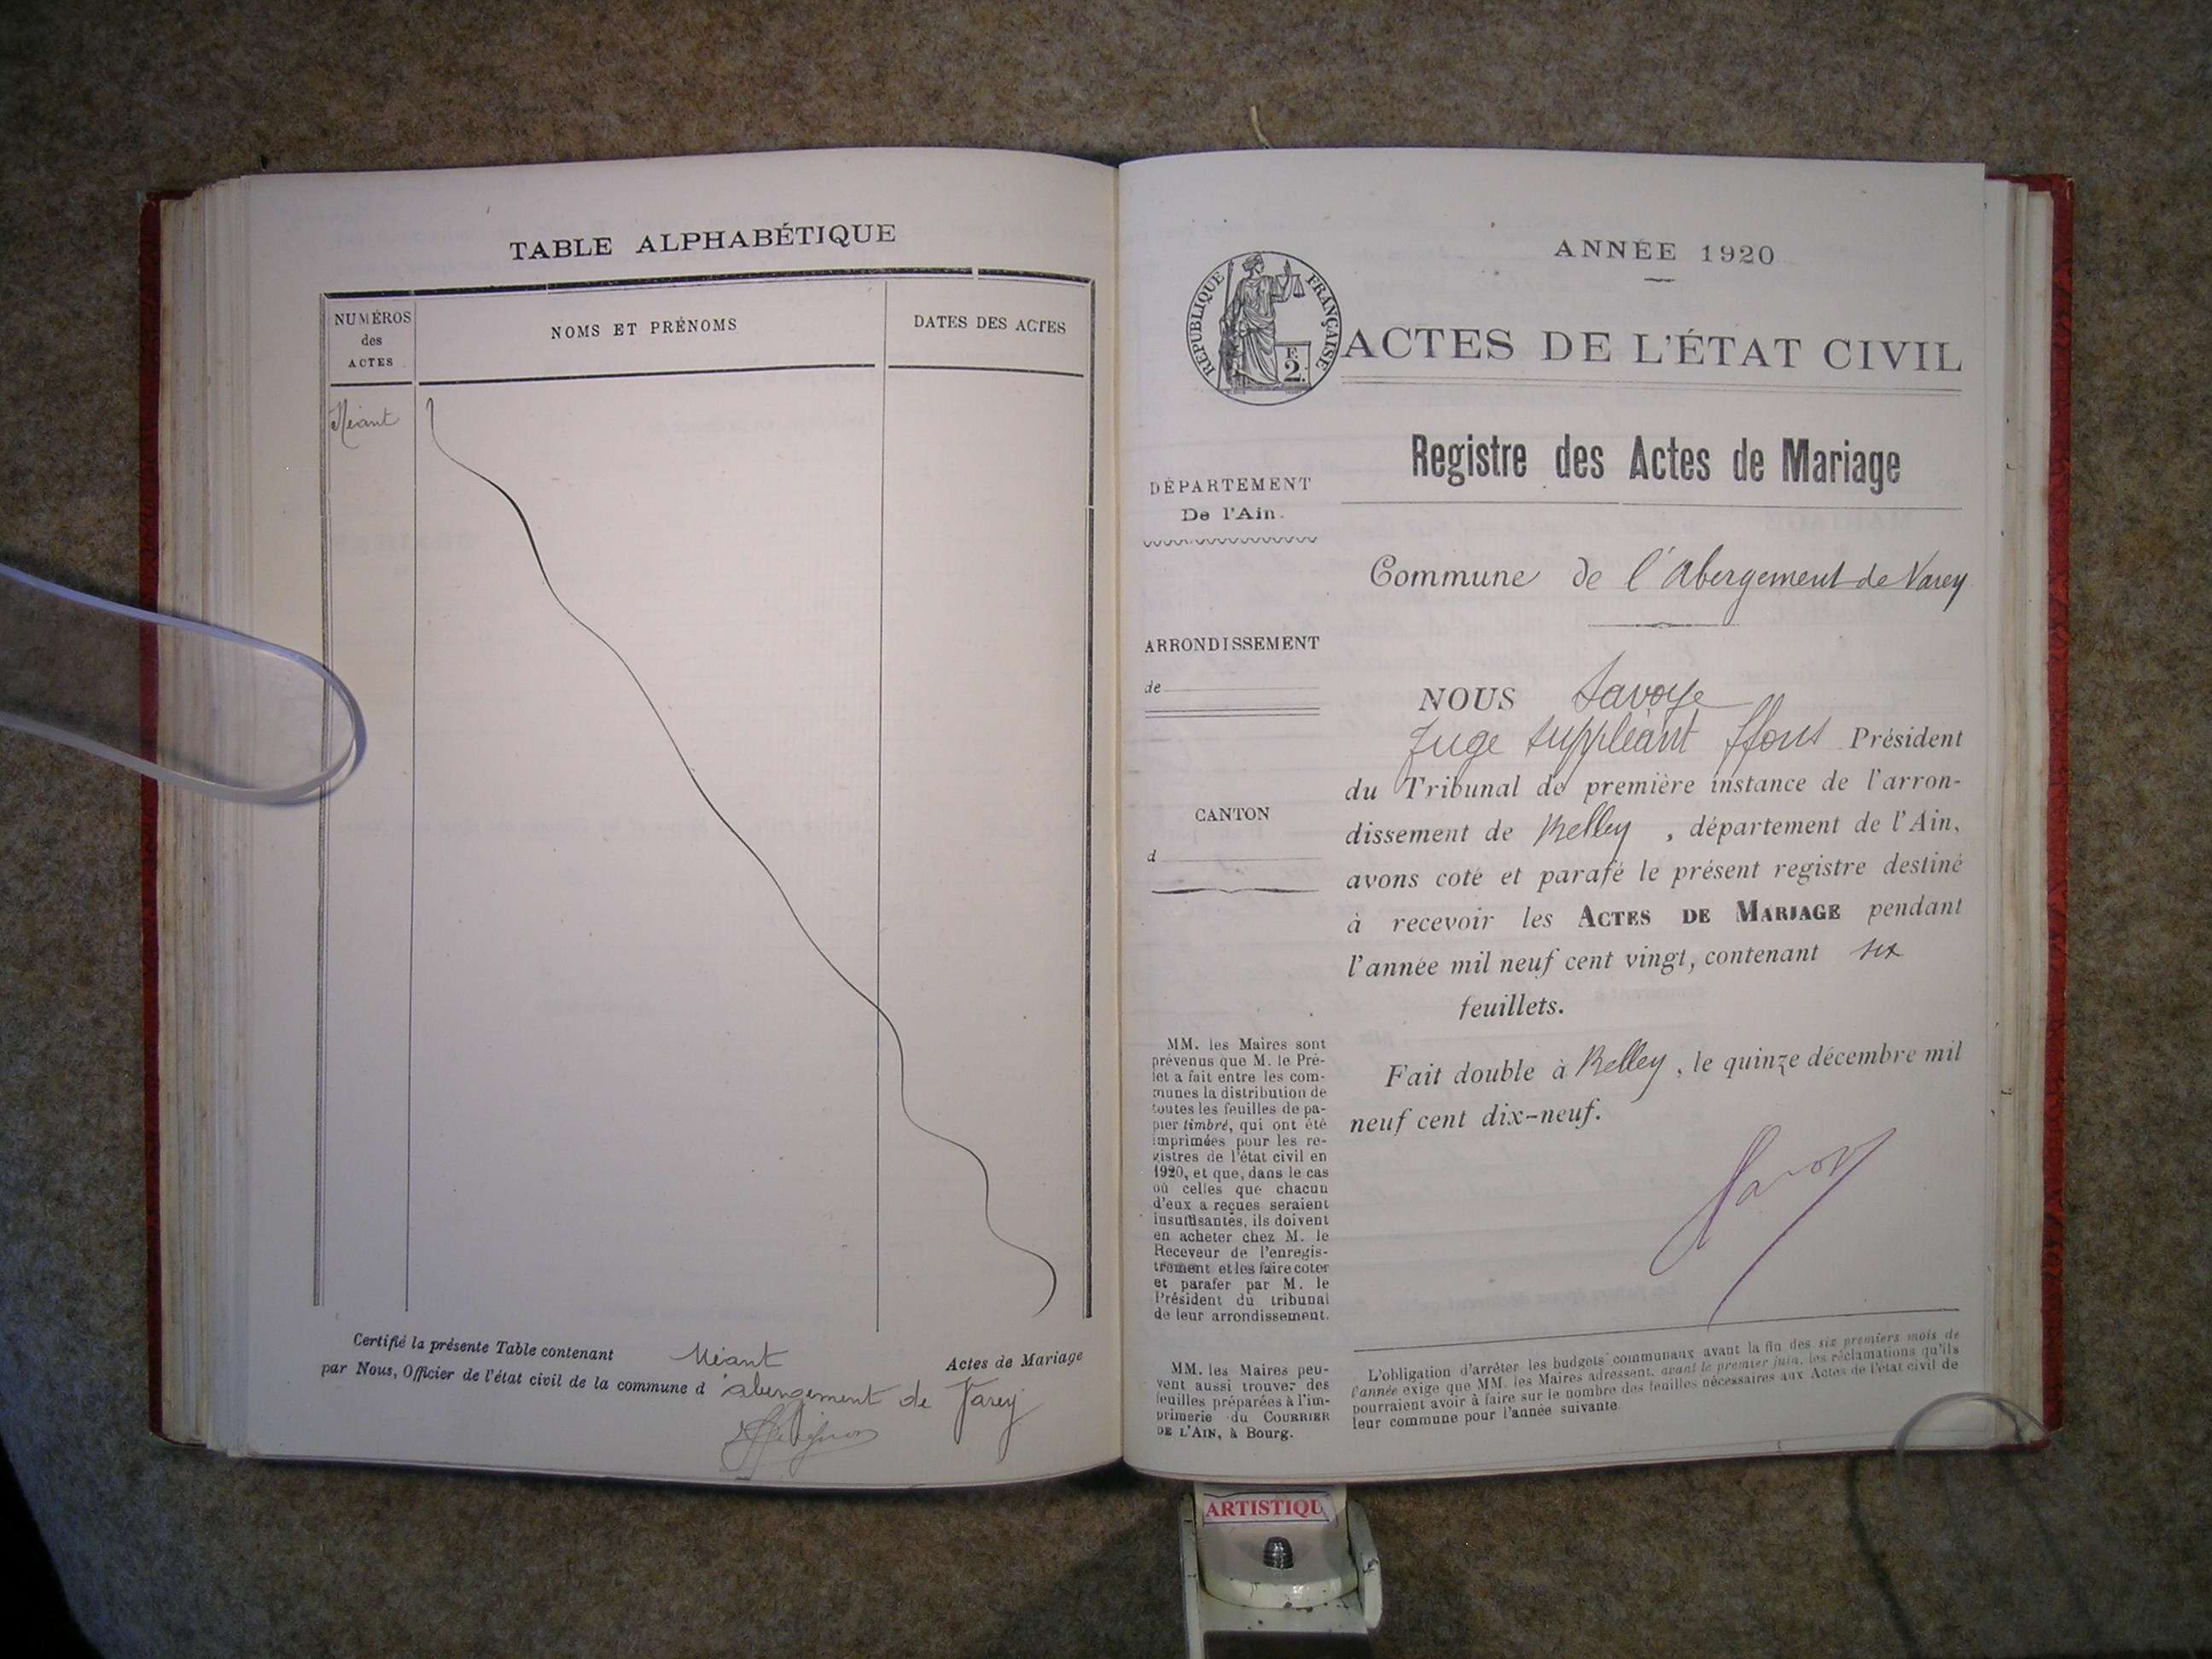 TABLE ALPHABÉTIQUE
NUMÉROS
des
ACTES
NOMS ET PRÉNOMS
DATES DES ACTES
Néant
Certifié la présente Table contenant Néant Actes de Mariage
par Nous, Officier de l'état civil de la commune d abergement de Varey
ANNÉE 1920
RÉPUBLIQUE FRANÇAISE
F.
2.
ACTES DE L'ÉTAT CIVIL
Registre des Actes de Mariage
DÉPARTEMENT
De l'Ain.
Commune de l'Abergement de Varey
ARRONDISSEMENT
de
CANTON
d
NOUS Savoye
Juge suppléant ffons Président
du Tribunal de première instance de l'arron-
dissement de Belley, département de l'Ain,
avons coté et parafé le présent registre destiné
à recevoir les ACTES DE MARIAGE pendant
l'année mil neuf cent vingt, contenant six
feuillets.
Fait double à Belley, le quinze décembre mil
neuf cent dix-neuf.
MM. les Maires sont
prévenus que M. le Pré-
fet a fait entre les com-
munes la distribution de
toutes les feuilles de pa-
pier timbré, qui ont été
imprimées pour les re-
gistres de l'état civil en
1920, et que, dans le cas
où celles que chacun
d'eux a reçues seraient
insuffisantes, ils doivent
en acheter chez M. le
Receveur de l'enregis-
trement et les faire coter
et parafer par M. le
Président du tribunal
de leur arrondissement.
MM. les Maires peu-
vent aussi trouver des
feuilles préparées à l'im-
primerie du COURRIER
DE L'AIN, à Bourg.
L'obligation d'arrêter les budgets communaux avant la fin des six premiers mois de
l'année exige que MM. les Maires adressent, avant le premier juin, les réclamations qu'ils
pourraient avoir à faire sur le nombre des feuilles nécessaires aux Actes de l'état civil de
leur commune pour l'année suivante.
ARTISTIQU